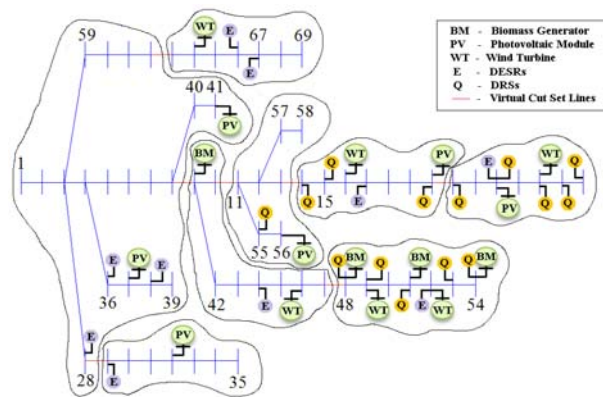 59
WT
E
67
69
E
40 41
PV
57
58
BM - Biomass Generator
PV - Photovoltaic Module
WT - Wind Turbine
E - DESRs
Q - DRSs
- Virtual Cut Set Lines
1
BM
Q
WT
PV
E
Q
WT
Q
11
Q
15
E
Q
Q
PV
Q
Q
Q
55 56
PV
E
PV
E
36
39
42
E
WT
Q
BM
Q
BM
Q
Q
BM
48
WT
Q
E
WT
54
E
PV
28
E
35